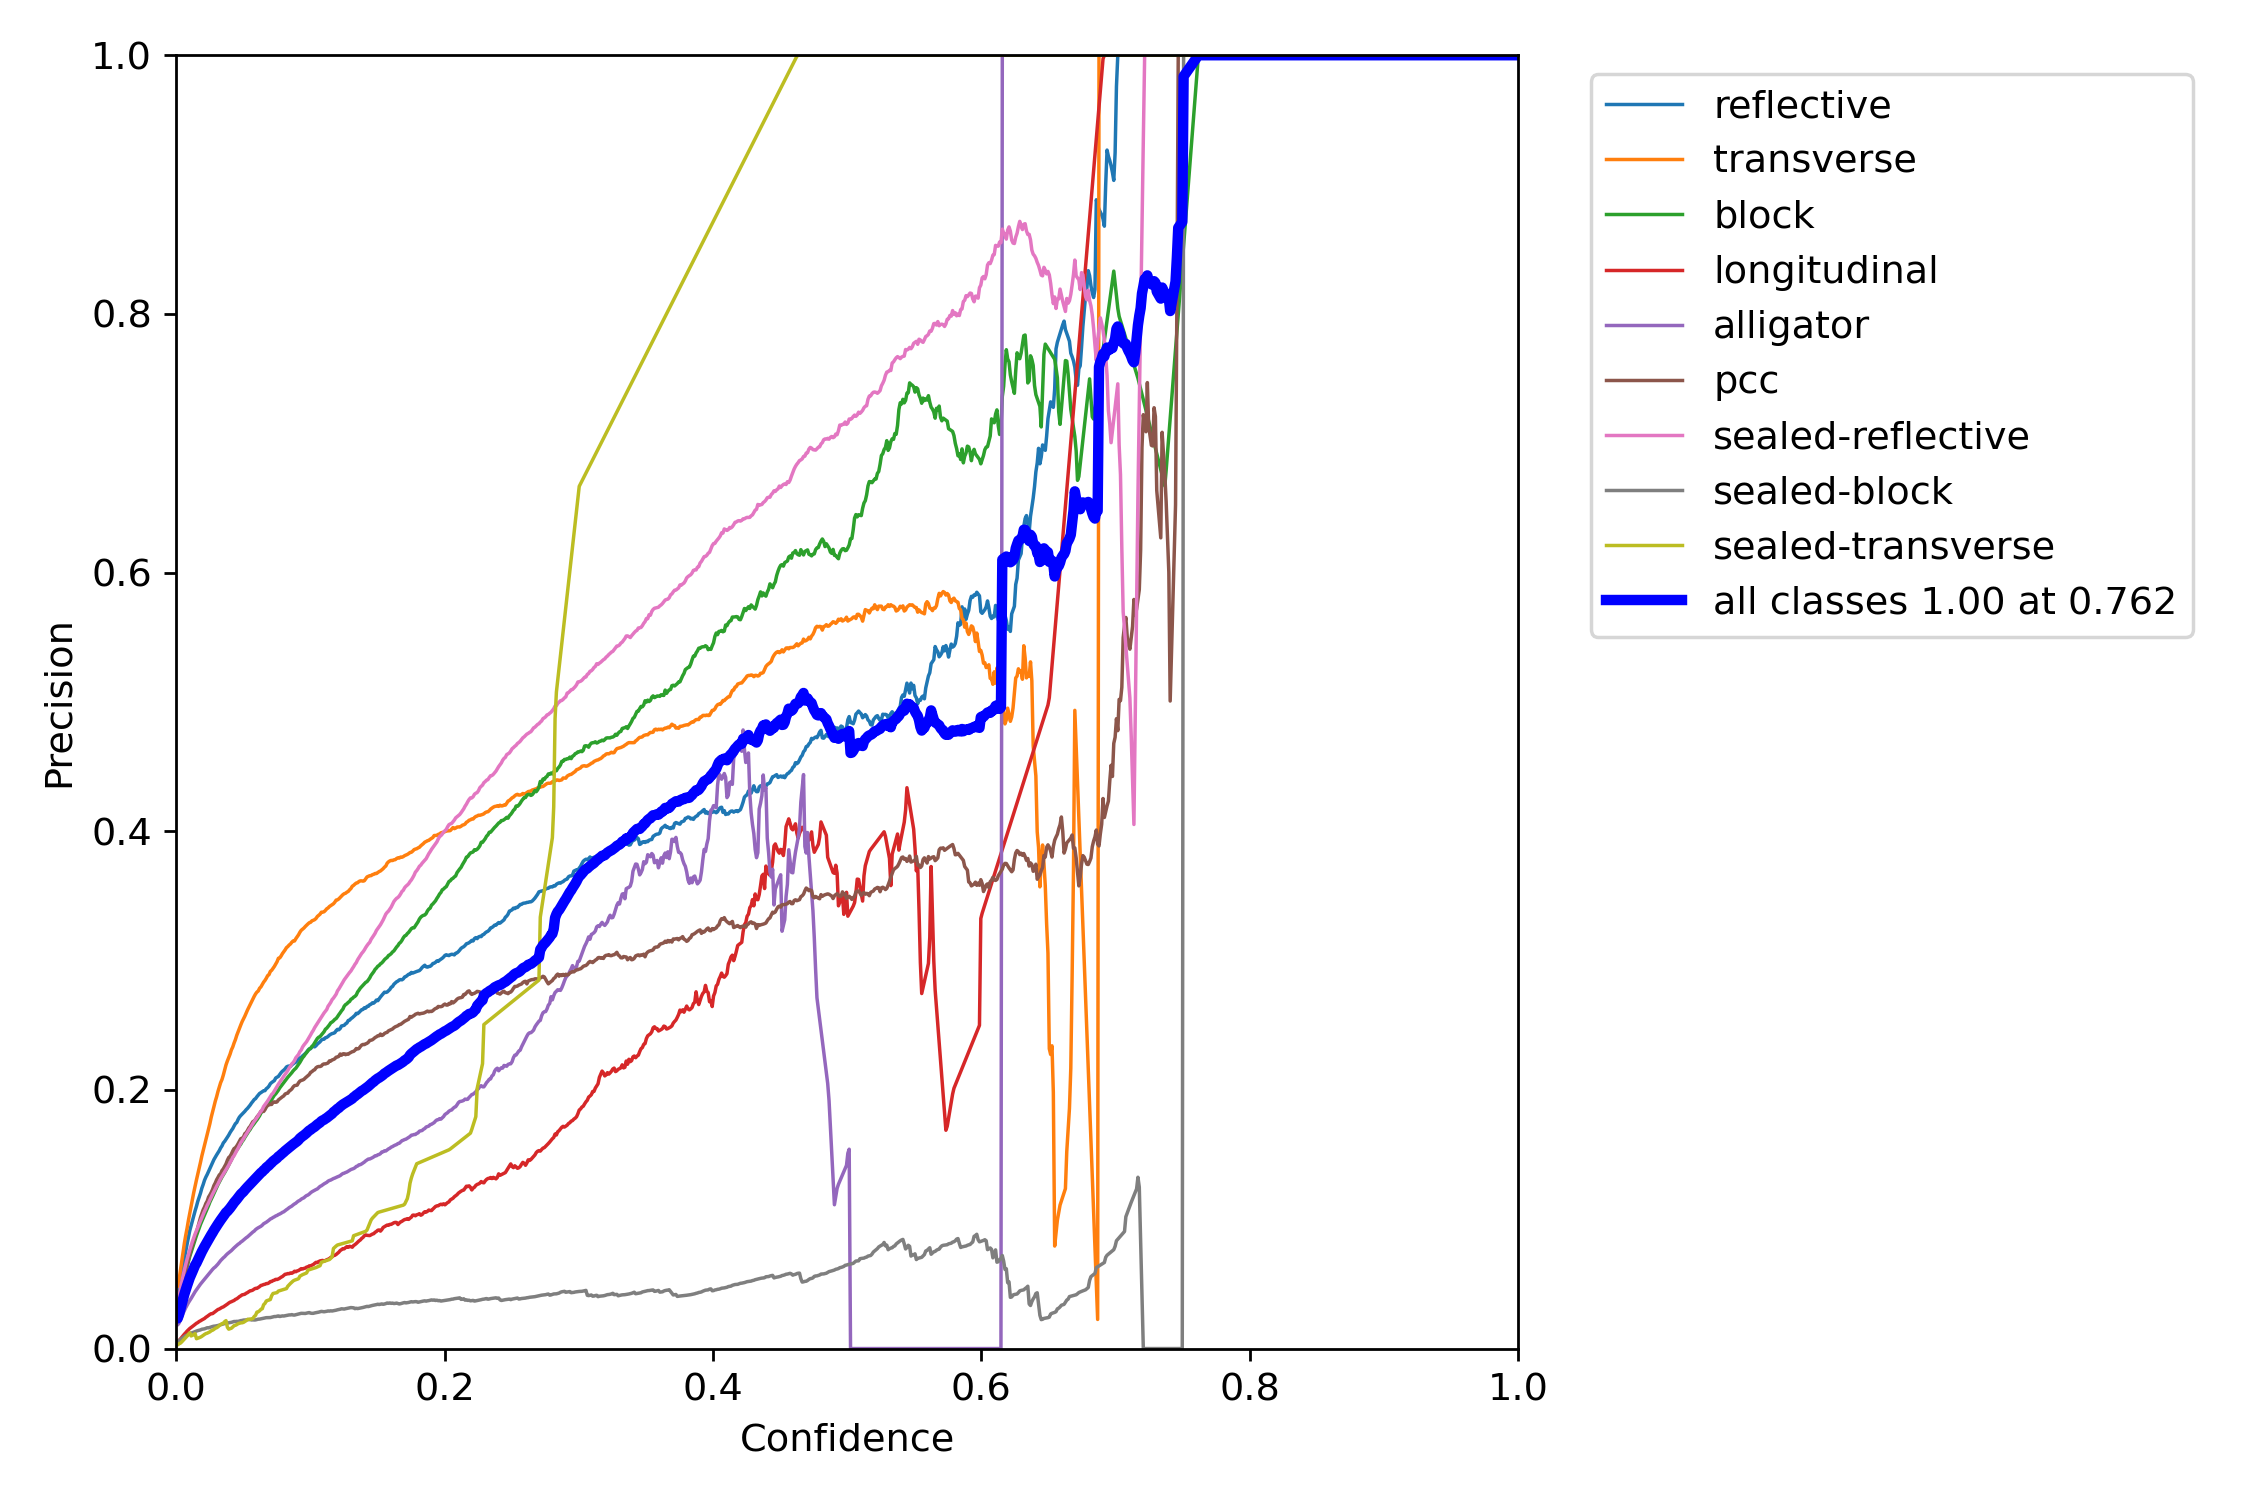 1.0
0.8
0.6
0.4
0.2
0.0
Precision
0.0 0.2 0.4 0.6 0.8 1.0
Confidence
reflective
transverse
block
longitudinal
alligator
pcc
sealed-reflective
sealed-block
sealed-transverse
all classes 1.00 at 0.762